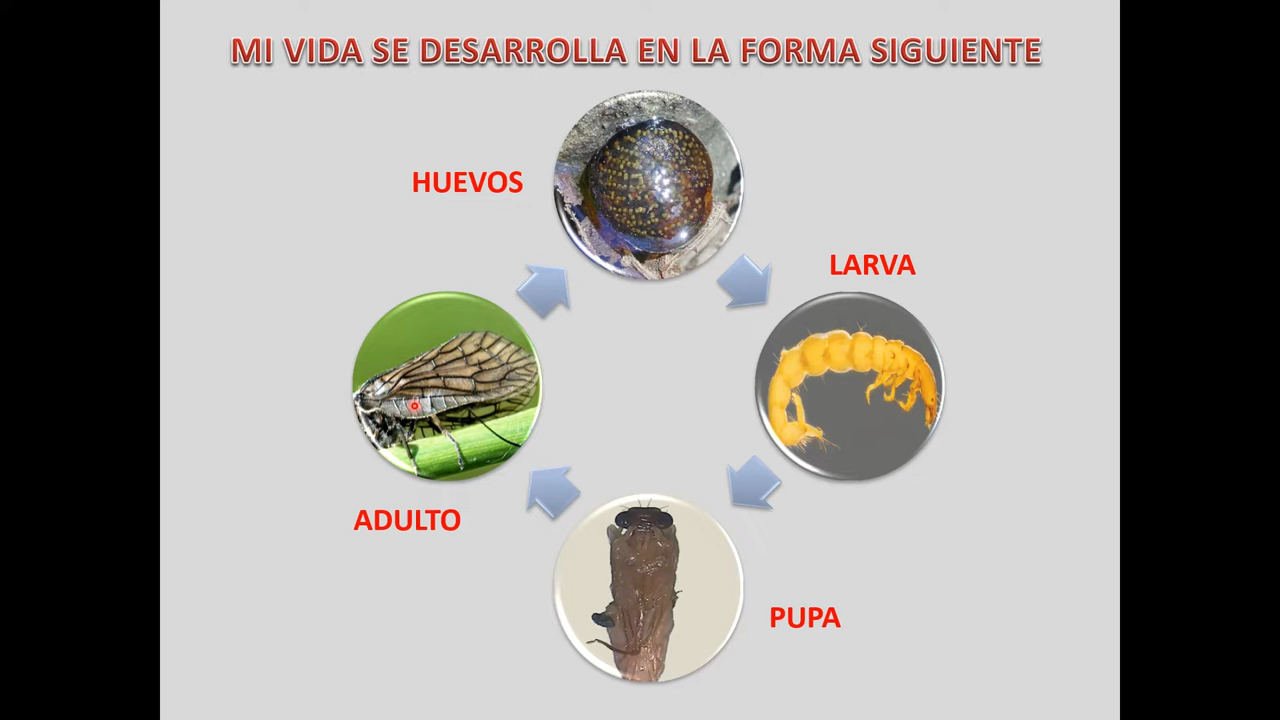 MI VIDA SE DESARROLLA EN LA FORMA SIGUIENTE
HUEVOS
LARVA
ADULTO
PUPA